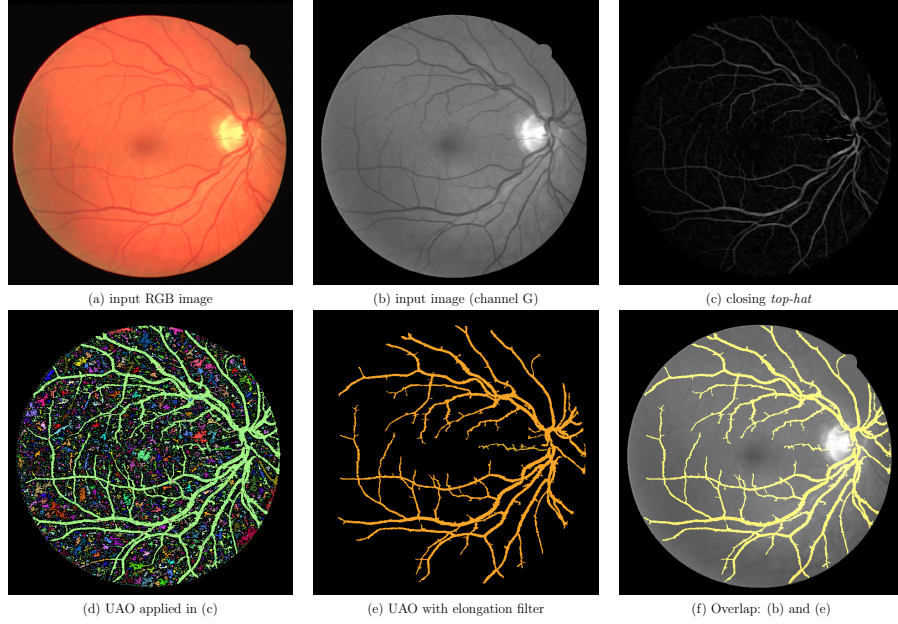 (a) input RGB image
(b) input image (channel G)
(c) closing top-hat
(d) UAO applied in (c)
(e) UAO with elongation filter
(f) Overlap: (b) and (e)